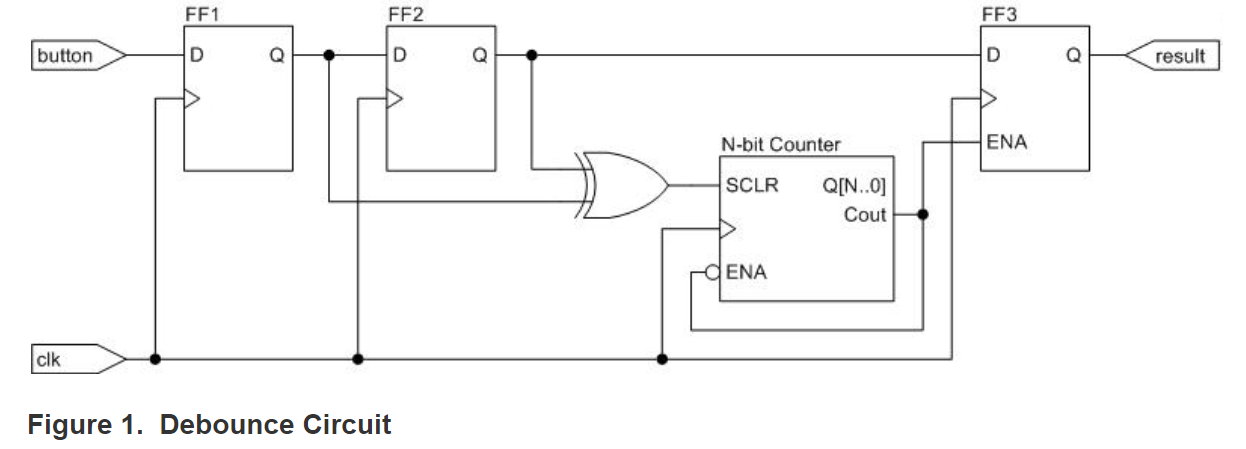 FF1
FF2
FF3
button
D
Q
D
Q
D
Q
result
ENA
N-bit Counter
SCLR
Q[N..0]
Cout
ENA
clk
Figure 1. Debounce Circuit